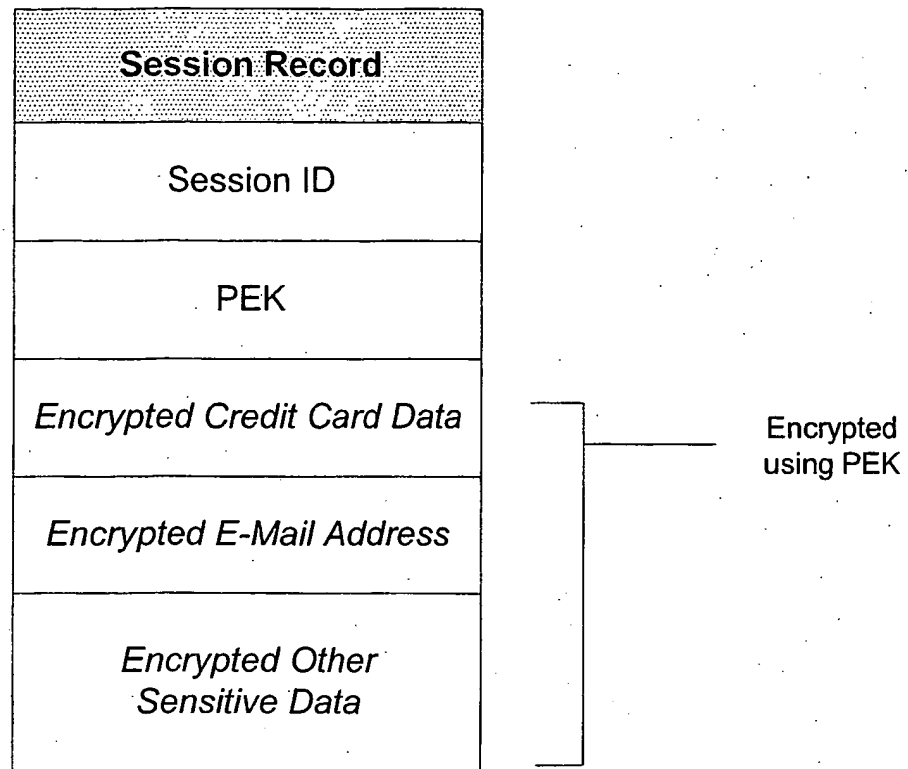 Session Record
Session ID
PEK
Encrypted Credit Card Data
Encrypted E-Mail Address
Encrypted Other
Sensitive Data
Encrypted
using PEK